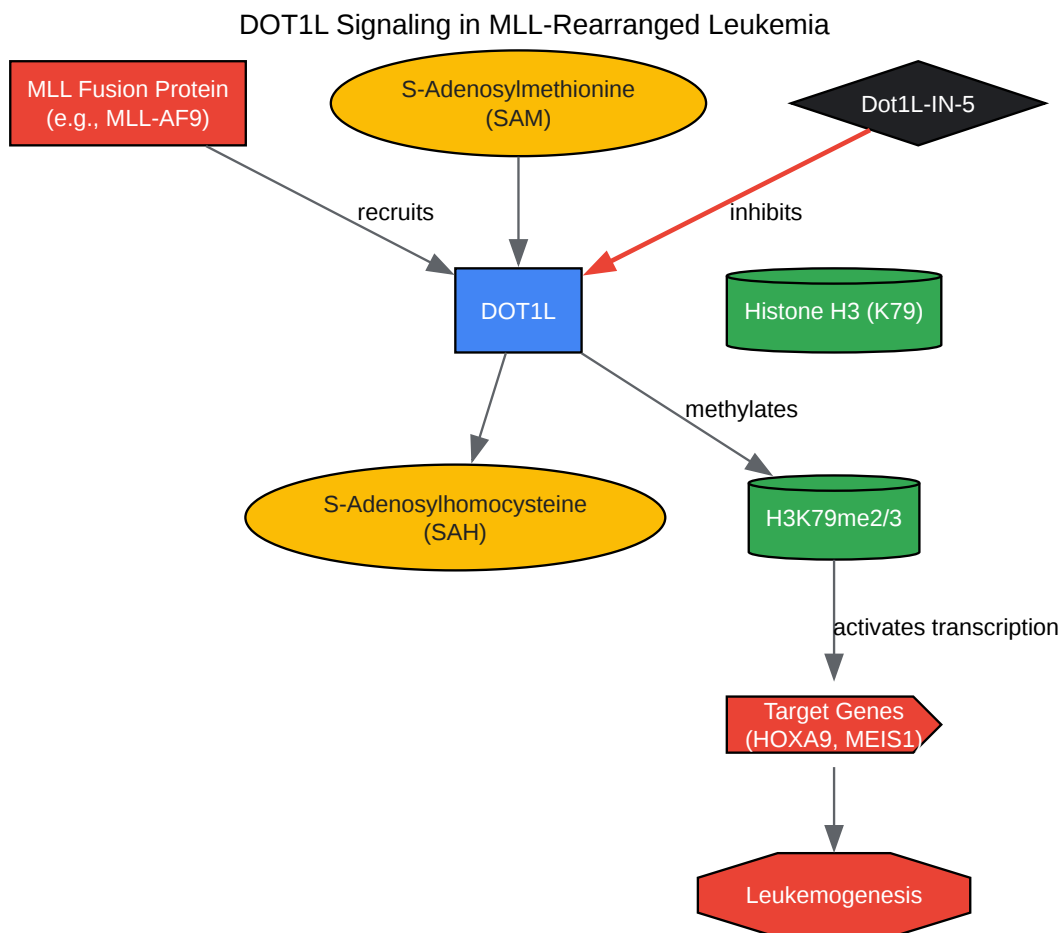 DOT1L Signaling in MLL-Rearranged Leukemia
MLL Fusion Protein
(e.g., MLL-AF9)
S-Adenosylmethionine
(SAM)
Dot1L-IN-5
recruits
inhibits
DOT1L
Histone H3 (K79)
methylates
S-Adenosylhomocysteine
(SAH)
H3K79me2/3
activates transcription
Target Genes
(HOXA9, MEIS1)
Leukemogenesis